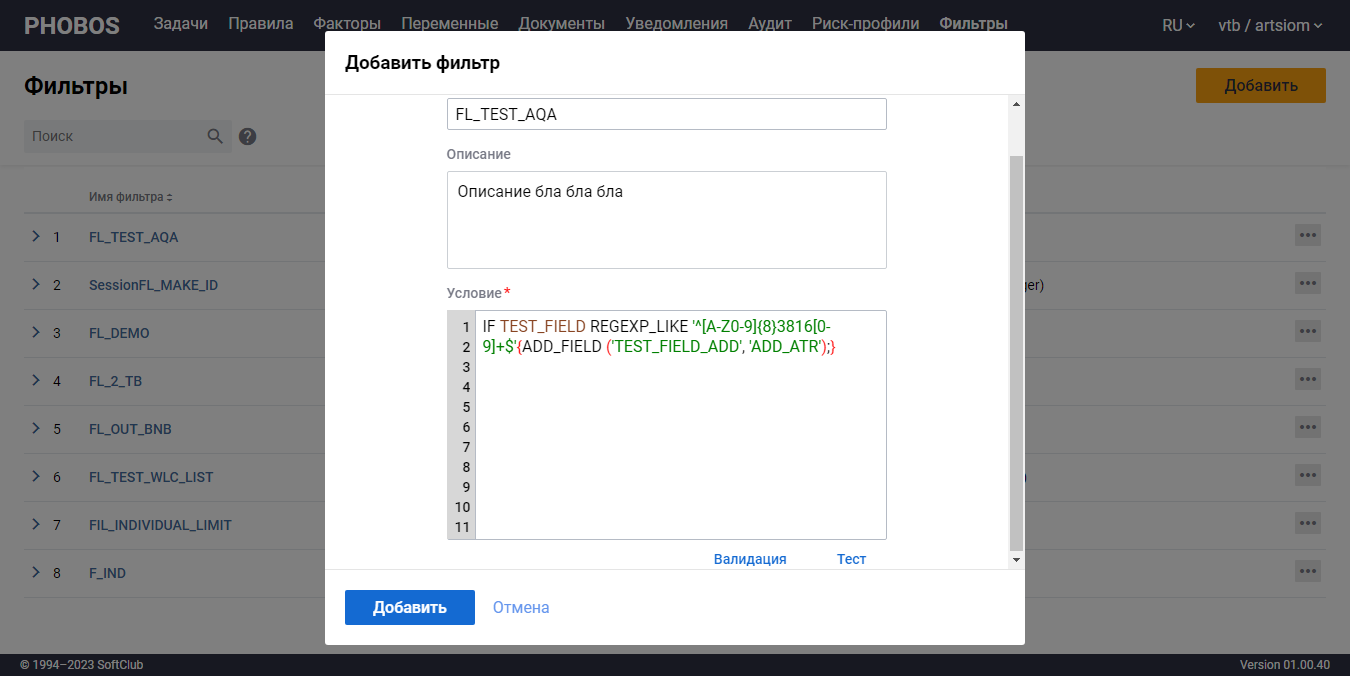 PHOBOS Задачи Правила Факторы Переменные Документы Уведомления Аудит Риск-профили Фильтры RU vtb / artsiom
Добавить фильтр
Фильтры
Добавить
FL_TEST_AQA
Поиск
?
Описание
Описание бла бла бла
Имя фильтра
1 FL_TEST_AQA
2 SessionFL_MAKE_ID
ger)
Условие*
3 FL_DEMO
4 FL_2_TB
5 FL_OUT_BNB
6 FL_TEST_WLC_LIST
)
7 FIL_INDIVIDUAL_LIMIT
8 F_IND
1 IF TEST_FIELD REGEXP_LIKE '^[A-Z0-9]{8}3816[0-
2 9]+$'{ADD_FIELD ('TEST_FIELD_ADD', 'ADD_ATR');}
3
4
5
6
7
8
9
10
11
Валидация Тест
Добавить Отмена
© 1994–2023 SoftClub Version 01.00.40